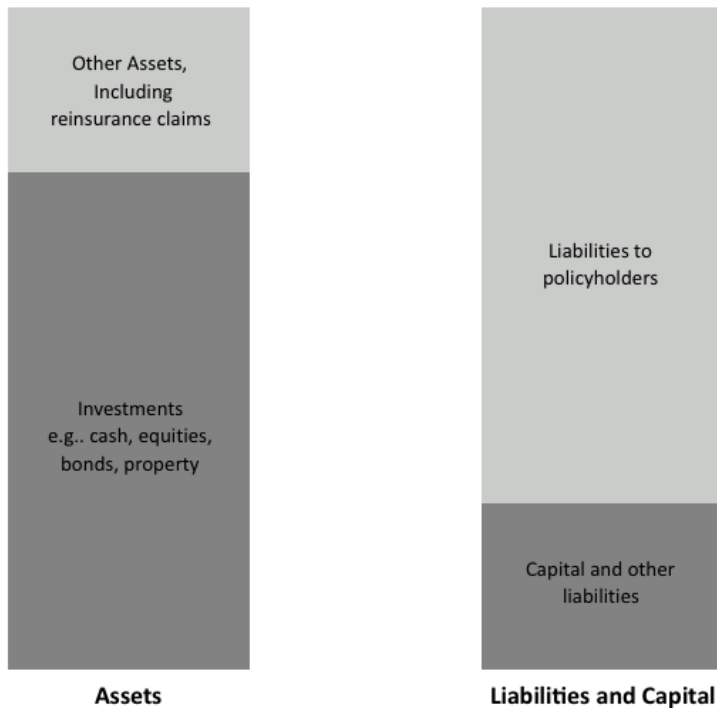 Other Assets,
Including
reinsurance claims
Investments
e.g.. cash, equities,
bonds, property
Assets
Liabilities to
policyholders
Capital and other
liabilities
Liabilities and Capital